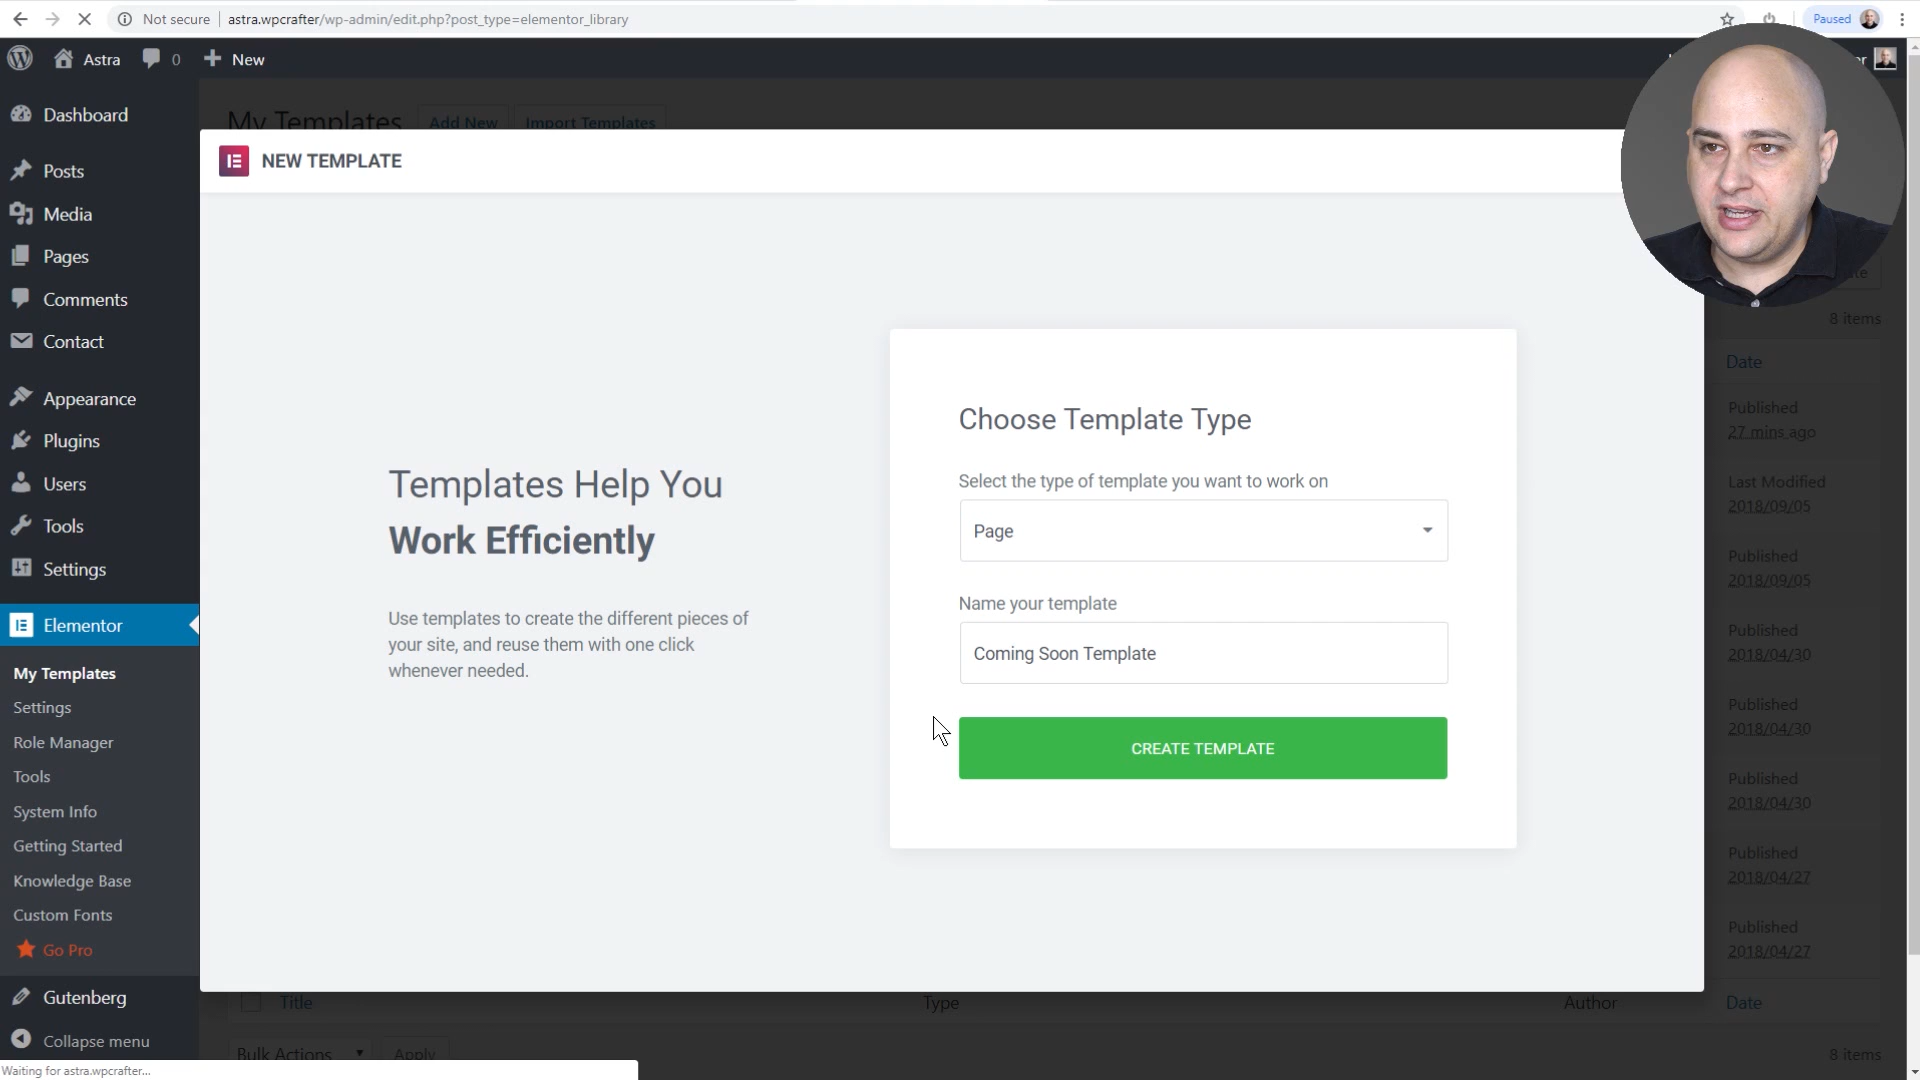 Not secure
astra.wpcrafter/wp-admin/edit.php?post_type=elementor_library
Paused
Astra
0
New
Dashboard
Posts
Media
Pages
Comments
Contact
Appearance
Plugins
Users
Tools
Settings
Elementor
My Templates
Settings
Role Manager
Tools
System Info
Getting Started
Knowledge Base
Custom Fonts
Go Pro
Gutenberg
Collapse menu
Waiting for astra.wpcrafter...
My Templates
Add New
Import Templates
NEW TEMPLATE
Templates Help You
Work Efficiently
Use templates to create the different pieces of
your site, and reuse them with one click
whenever needed.
Choose Template Type
Select the type of template you want to work on
Page
Name your template
Coming Soon Template
CREATE TEMPLATE
8 items
Date
Published
27 mins ago
Last Modified
2018/09/05
Published
2018/09/05
Published
2018/04/30
Published
2018/04/30
Published
2018/04/30
Published
2018/04/27
Published
2018/04/27
Title
Type
Author
Date
Bulk Actions
Apply
8 items